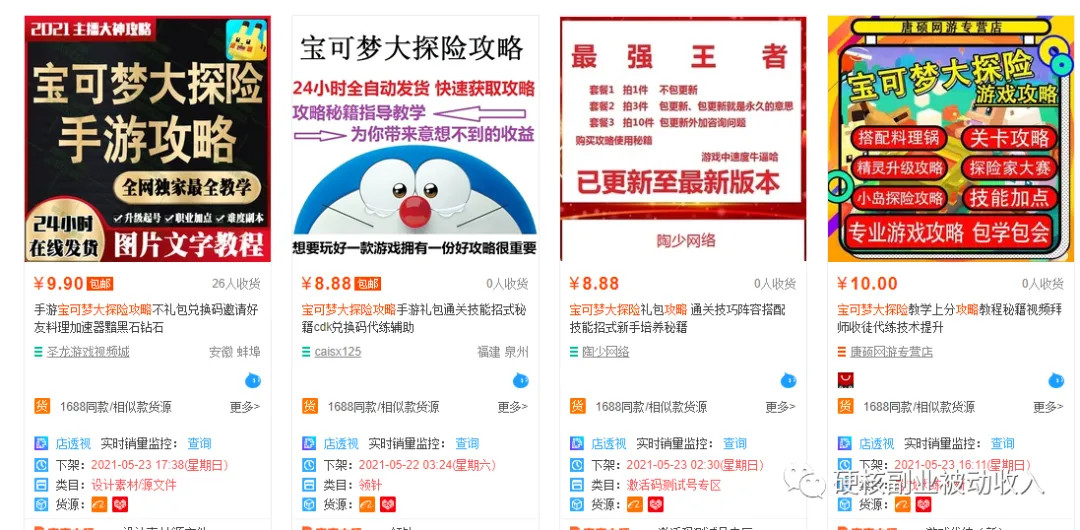 2021 主播大神攻略
宝可梦大探险
手游攻略
全网独家最全教学
24小时
在线发货
✓升级起号 ✓职业加点 ✓难度副本
图片文字教程
¥9.90 包邮
26人收货
手游宝可梦大探险攻略不礼包兑换码邀请好
友料理加速器黯黑石钻石
圣龙游戏视频城
安徽 蚌埠
货 1688同款/相似款货源 更多>
店透视 实时销量监控： 查询
下架：2021-05-23 17:38(星期日)
类目：设计素材/源文件
货源：
宝可梦大探险攻略
24小时全自动发货 快速获取攻略
攻略秘籍指导教学
为你带来意想不到的收益
想要玩好一款游戏拥有一份好攻略很重要
¥8.88 包邮
0人收货
宝可梦大探险攻略手游礼包通关技能招式秘
籍cdk兑换码代练辅助
caisx125
福建 泉州
货 1688同款/相似款货源 更多>
店透视 实时销量监控： 查询
下架：2021-05-22 03:24(星期六)
类目：领针
货源：
最强王者
套餐1 拍1件 不包更新
套餐2 拍3件 包更新、包更新就是永久的意思
套餐3 拍10件 包更新外加咨询问题
购买攻略使用秘籍
游戏中速度牛逼哈
已更新至最新版本
陶少网络
¥8.88
0人收货
宝可梦大探险礼包攻略 通关技巧阵容搭配
技能招式新手培养秘籍
陶少网络
货 1688同款/相似款货源 更多>
店透视 实时销量监控： 查询
下架：2021-05-23 02:30(星期日)
类目：激活码测试号专区
货源：
唐硕网游专营店
宝可梦大探险
游戏攻略
搭配料理锅 关卡攻略
精灵升级攻略 探险家大赛
小岛探险攻略 技能加点
专业游戏攻略 包学包会
¥10.00
0人收货
宝可梦大探险教学上分攻略教程秘籍视频拜
师收徒代练技术提升
唐硕网游专营店
货 1688同款/相似款货源 更多>
店透视 实时销量监控： 查询
下架：2021-05-23 16:11(星期日)
类目：
货源：
硬核副业被动收入